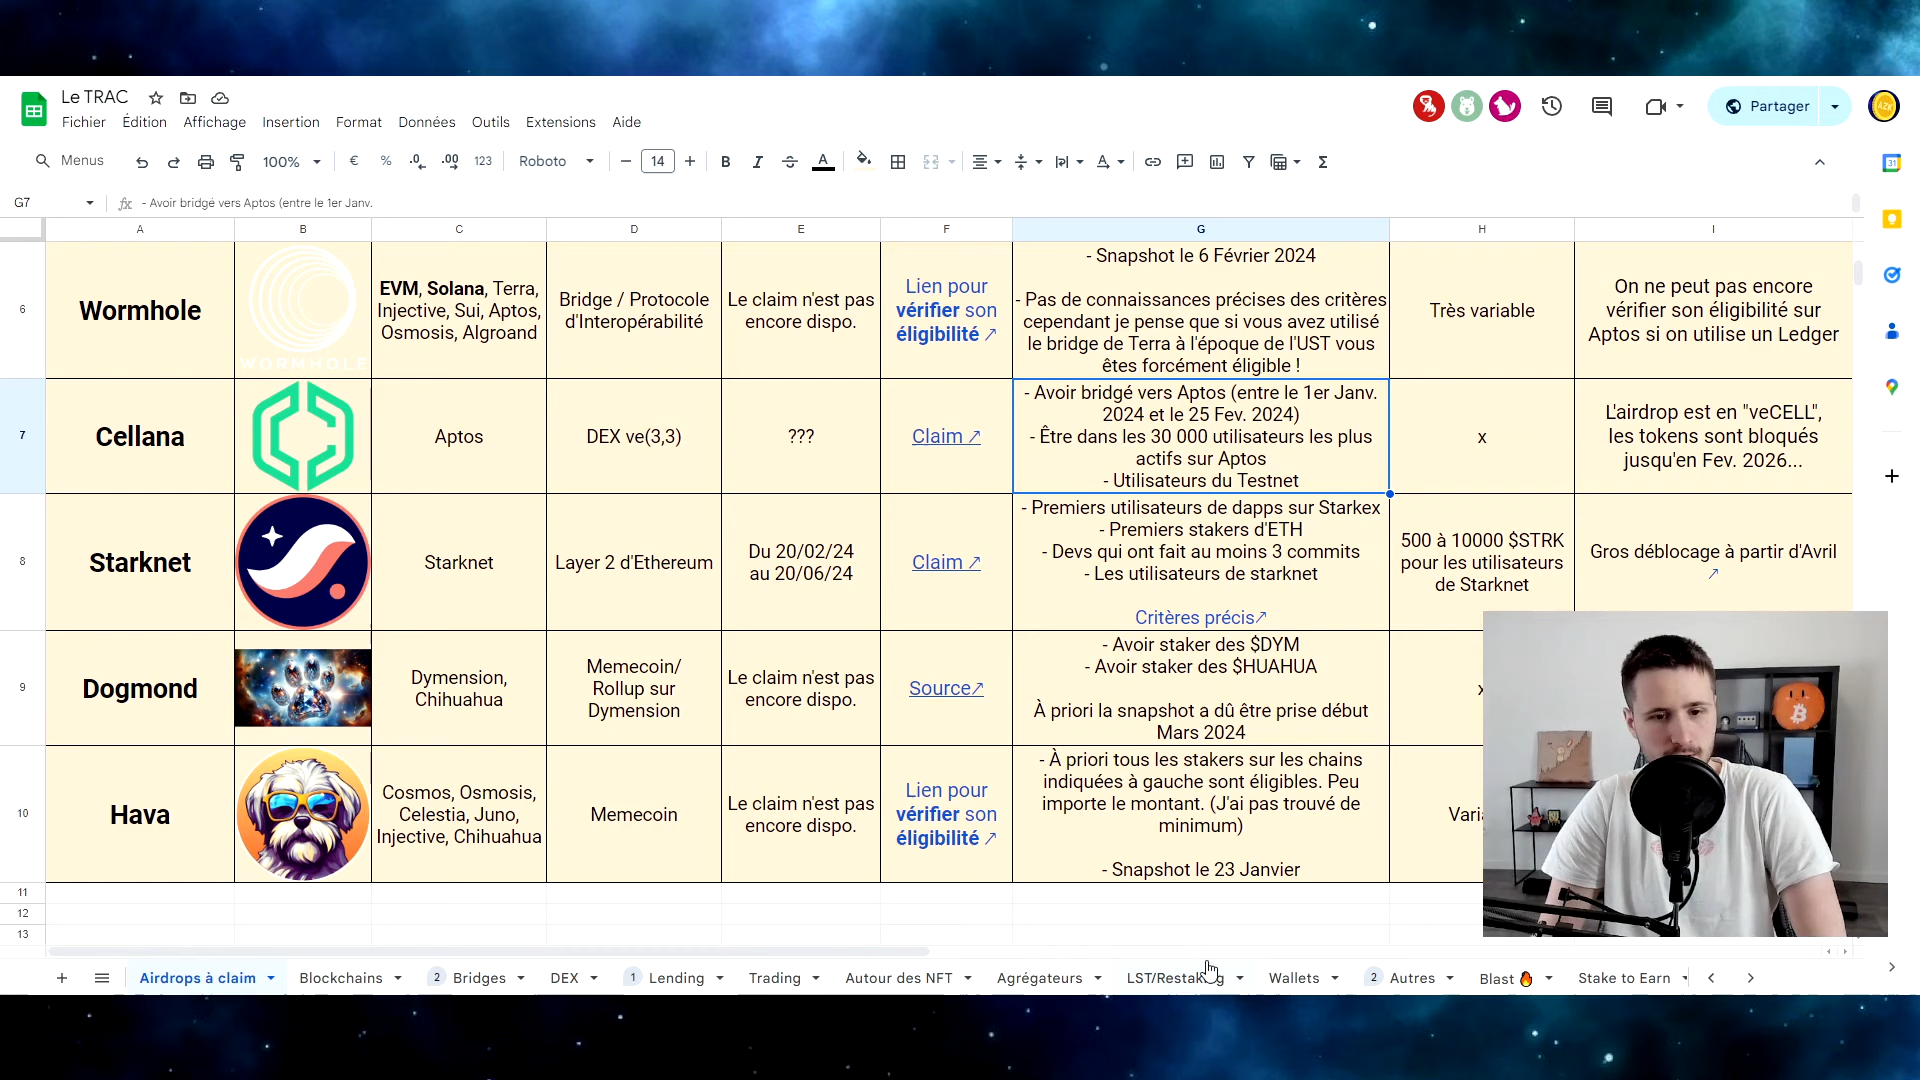 Le TRAC
Fichier Édition Affichage Insertion Format Données Outils Extensions Aide
Partager
Menus 100% € % .0 .00 123 Roboto 14 B I A
G7 fx - Avoir bridgé vers Aptos (entre le 1er Janv.
A B C D E F G H I
6
Wormhole
WORMHOLE
EVM, Solana, Terra,
Injective, Sui, Aptos,
Osmosis, Algroand
Bridge / Protocole
d'Interopérabilité
Le claim n'est pas
encore dispo.
Lien pour
vérifier son
éligibilité ↗
- Snapshot le 6 Février 2024
- Pas de connaissances précises des critères
cependant je pense que si vous avez utilisé
le bridge de Terra à l'époque de l'UST vous
êtes forcément éligible !
Très variable
On ne peut pas encore
vérifier son éligibilité sur
Aptos si on utilise un Ledger
7
Cellana
Aptos
DEX ve(3,3)
???
Claim ↗
- Avoir bridgé vers Aptos (entre le 1er Janv.
2024 et le 25 Fev. 2024)
- Être dans les 30 000 utilisateurs les plus
actifs sur Aptos
- Utilisateurs du Testnet
x
L'airdrop est en "veCELL",
les tokens sont bloqués
jusqu'en Fev. 2026...
8
Starknet
Starknet
Layer 2 d'Ethereum
Du 20/02/24
au 20/06/24
Claim ↗
- Premiers utilisateurs de dapps sur Starkex
- Premiers stakers d'ETH
- Devs qui ont fait au moins 3 commits
- Les utilisateurs de starknet
Critères précis↗
500 à 10000 $STRK
pour les utilisateurs
de Starknet
Gros déblocage à partir d'Avril
↗
9
Dogmond
Dymension,
Chihuahua
Memecoin/
Rollup sur
Dymension
Le claim n'est pas
encore dispo.
Source↗
- Avoir staker des $DYM
- Avoir staker des $HUAHUA
À priori la snapshot a dû être prise début
Mars 2024
10
Hava
Cosmos, Osmosis,
Celestia, Juno,
Injective, Chihuahua
Memecoin
Le claim n'est pas
encore dispo.
Lien pour
vérifier son
éligibilité ↗
- À priori tous les stakers sur les chains
indiquées à gauche sont éligibles. Peu
importe le montant. (J'ai pas trouvé de
minimum)
- Snapshot le 23 Janvier
11
12
13
Airdrops à claim Blockchains 2 Bridges DEX 1 Lending Trading Autour des NFT Agrégateurs LST/Restaking Wallets 2 Autres Blast 🔥 Stake to Earn